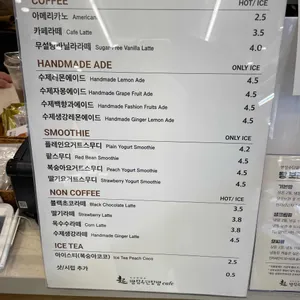 COFFEE HOT/ ICE
아메리카노 American 2.5
카페라떼 Cafe Latte 3.5
무설탕바닐라라떼 Sugar Free Vanilla Latte 4.0
HANDMADE ADE ONLY ICE
수제레몬에이드 Handmade Lemon Ade 4.5
수제자몽에이드 Handmade Grape Fruit Ade 4.5
수제백향과에이드 Handmade Fashion Fruits Ade 4.5
수제생강레몬에이드 Handmade Ginger Lemon Ade 4.5
SMOOTHIE ONLY ICE
플레인요거트스무디 Plain Yogurt Smoothie 4.2
팥스무디 Red Bean Smoothie 4.5
복숭아요거트스무디 Peach Yogurt Smoothie 4.5
딸기요거트스무디 Strawberry Yogurt Smoothie 4.5
NON COFFEE HOT/ ICE
블랙초코라떼 Black Chocolate Latte 3.5
딸기라떼 Strawberry Latte 3.8
옥수수라떼 Corn Latte 3.8
수제생강라떼 Handmade Ginger Latte 4.5
ICE TEA
아이스티(복숭아코코) Ice Tea Peach Coco 2.5
샷/시럽 추가 0.5
cafe